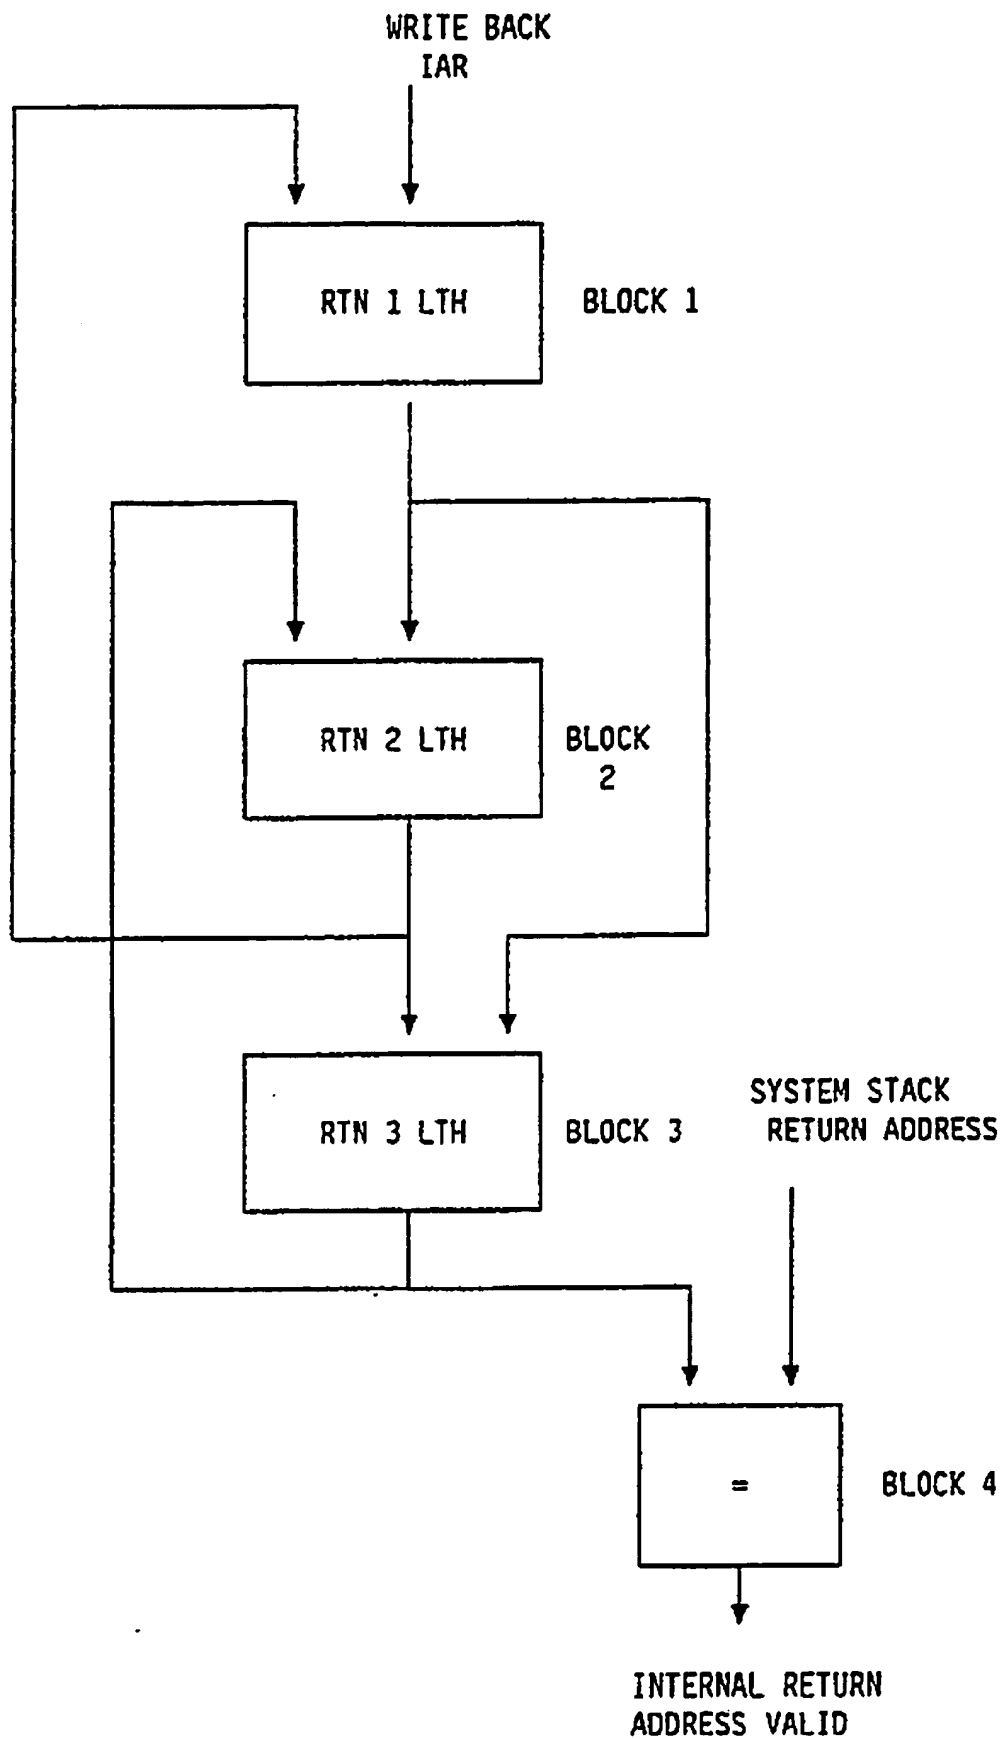 WRITE BACK
IAR
RTN 1 LTH
BLOCK 1
RTN 2 LTH
BLOCK
2
RTN 3 LTH
BLOCK 3
SYSTEM STACK
RETURN ADDRESS
=
BLOCK 4
INTERNAL RETURN
ADDRESS VALID